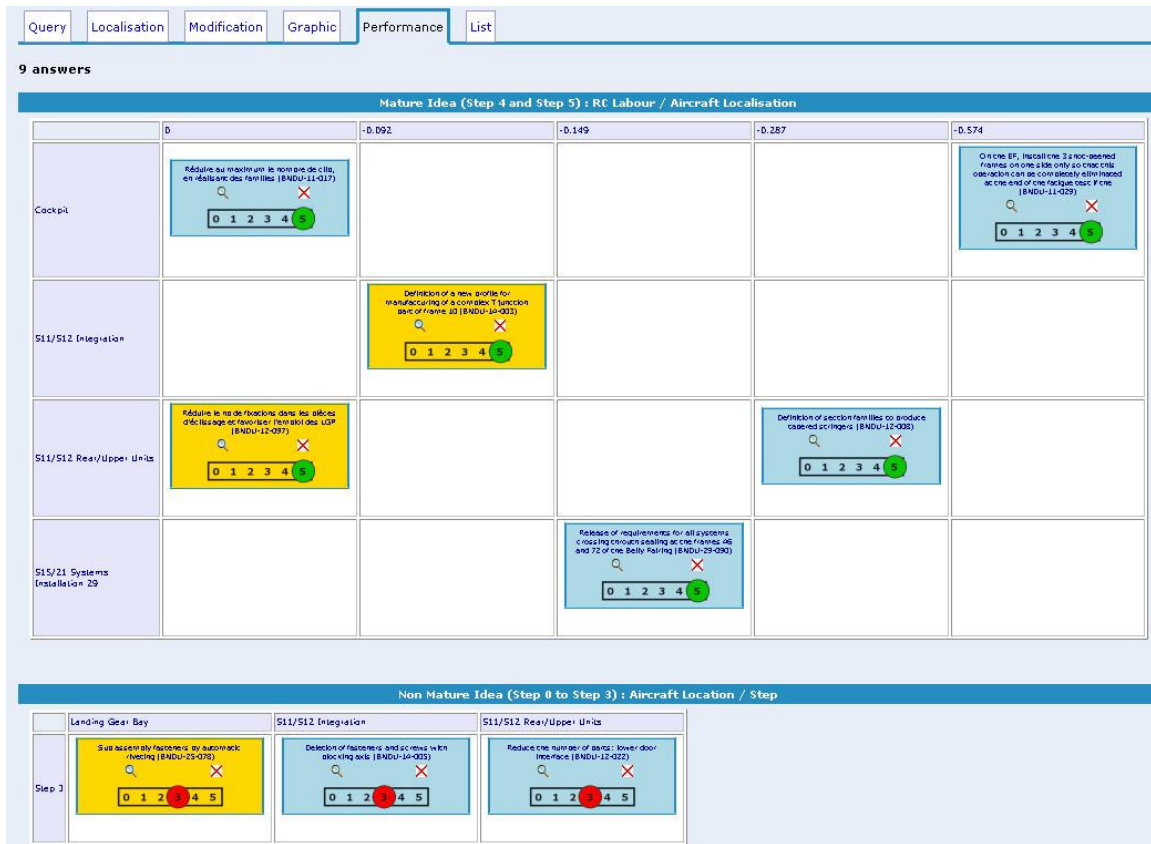 Query Localisation Modification Graphic Performance List
9 answers
Mature Idea (Step 4 and Step 5) : RC Labour / Aircraft Localisation
0 -0.092 -0.149 -0.287 -0.574
Cockpit
Réduire au maximum le nombre de clip,
en réalisant des familles (BNDU-11-017)
0 1 2 3 4 5
On the EF, install the 3 shot-peened
frames on one side only so that this
operation can be completely eliminated
at the end of the fatigue test if the
(BNDU-11-029)
0 1 2 3 4 5
S11/S12 Integration
Definition of a new profile for
manufacturing of a complex T junction
part of frame 10 (BNDU-14-003)
0 1 2 3 4 5
S11/S12 Rear/Upper Units
Réduire le nb de fixations dans les pièces
d'éclissage et favoriser l'emploi des LGP
(BNDU-12-097)
0 1 2 3 4 5
Definition of section families to produce
tapered stringers (BNDU-12-008)
0 1 2 3 4 5
S15/21 Systems
Installation 29
Release of requirements for all systems
crossing through sealing at the frames 46
and 72 of the Belly Fairing (BNDU-29-090)
0 1 2 3 4 5
Non Mature Idea (Step 0 to Step 3) : Aircraft Location / Step
Landing Gear Bay S11/S12 Integration S11/S12 Rear/Upper Units
Step 3
Sub assembly fasteners by automatic
riveting (BNDU-25-078)
0 1 2 3 4 5
Deletion of fasteners and screws with
blocking axis (BNDU-14-005)
0 1 2 3 4 5
Reduce the number of parts: lower door
interface (BNDU-12-022)
0 1 2 3 4 5